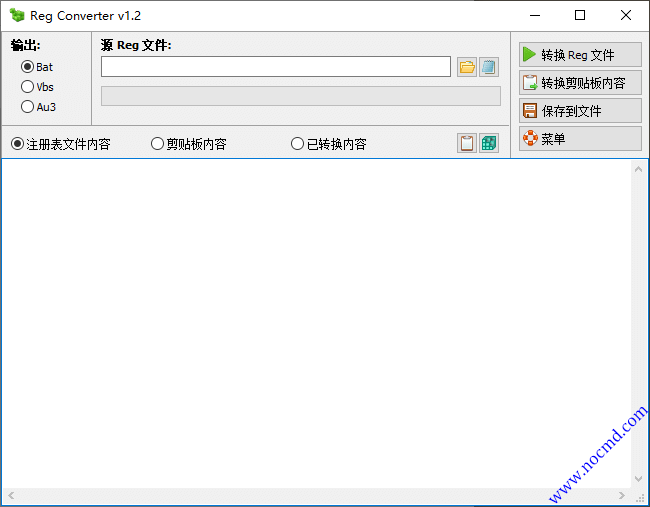 Reg Converter v1.2
输出:
Bat
Vbs
Au3
源 Reg 文件:
转换 Reg 文件
转换剪贴板内容
保存到文件
菜单
注册表文件内容
剪贴板内容
已转换内容
www.nocmd.com